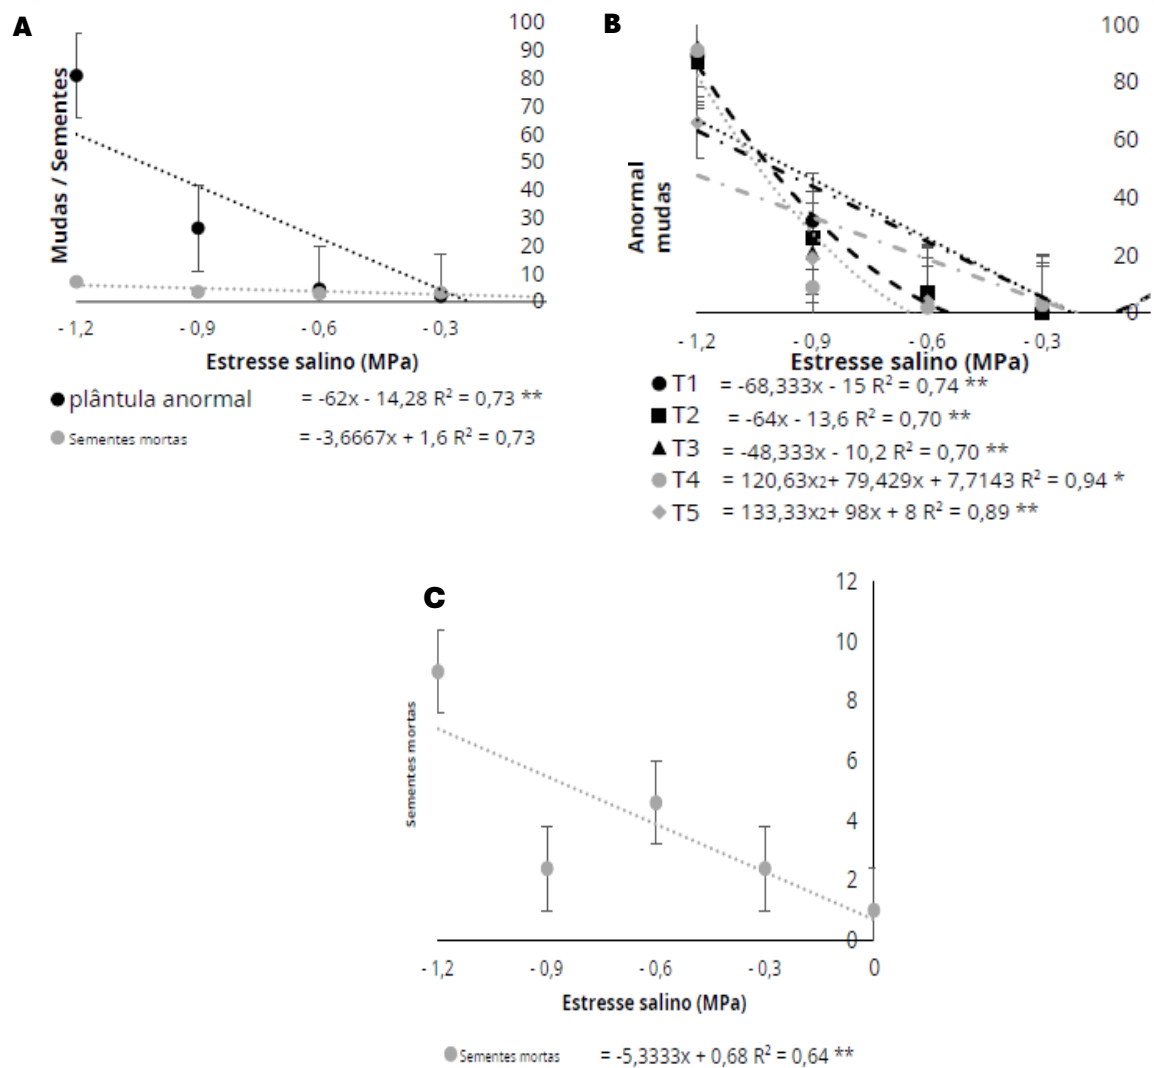 A
Mudas / Sementes
100
90
80
70
60
50
40
30
20
10
0
- 1,2 - 0,9 - 0,6 - 0,3
Estresse salino (MPa)
plântula anormal = -62x - 14,28 R² = 0,73 **
Sementes mortas = -3,6667x + 1,6 R² = 0,73
B
Anormal
mudas
100
80
60
40
20
0
- 1,2 - 0,9 - 0,6 - 0,3
Estresse salino (MPa)
T1 = -68,333x - 15 R² = 0,74 **
T2 = -64x - 13,6 R² = 0,70 **
T3 = -48,333x - 10,2 R² = 0,70 **
T4 = 120,63x2+ 79,429x + 7,7143 R² = 0,94 *
T5 = 133,33x2+ 98x + 8 R² = 0,89 **
C
Sementes mortas
12
10
8
6
4
2
0
- 1,2 - 0,9 - 0,6 - 0,3 0
Estresse salino (MPa)
Sementes mortas = -5,3333x + 0,68 R² = 0,64 **